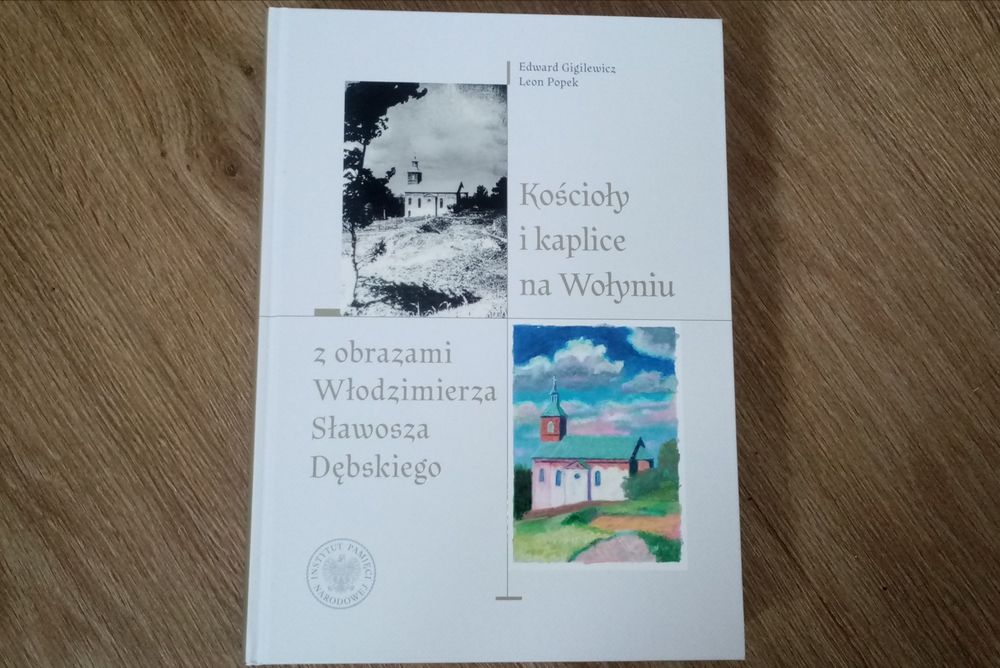 Edward Gigilewicz
Leon Popek
Kościoły
i kaplice
na Wołyniu
z obrazami
Włodzimierza
Sławosza
Dębskiego
INSTYTUT PAMIĘCI
NARODOWEJ